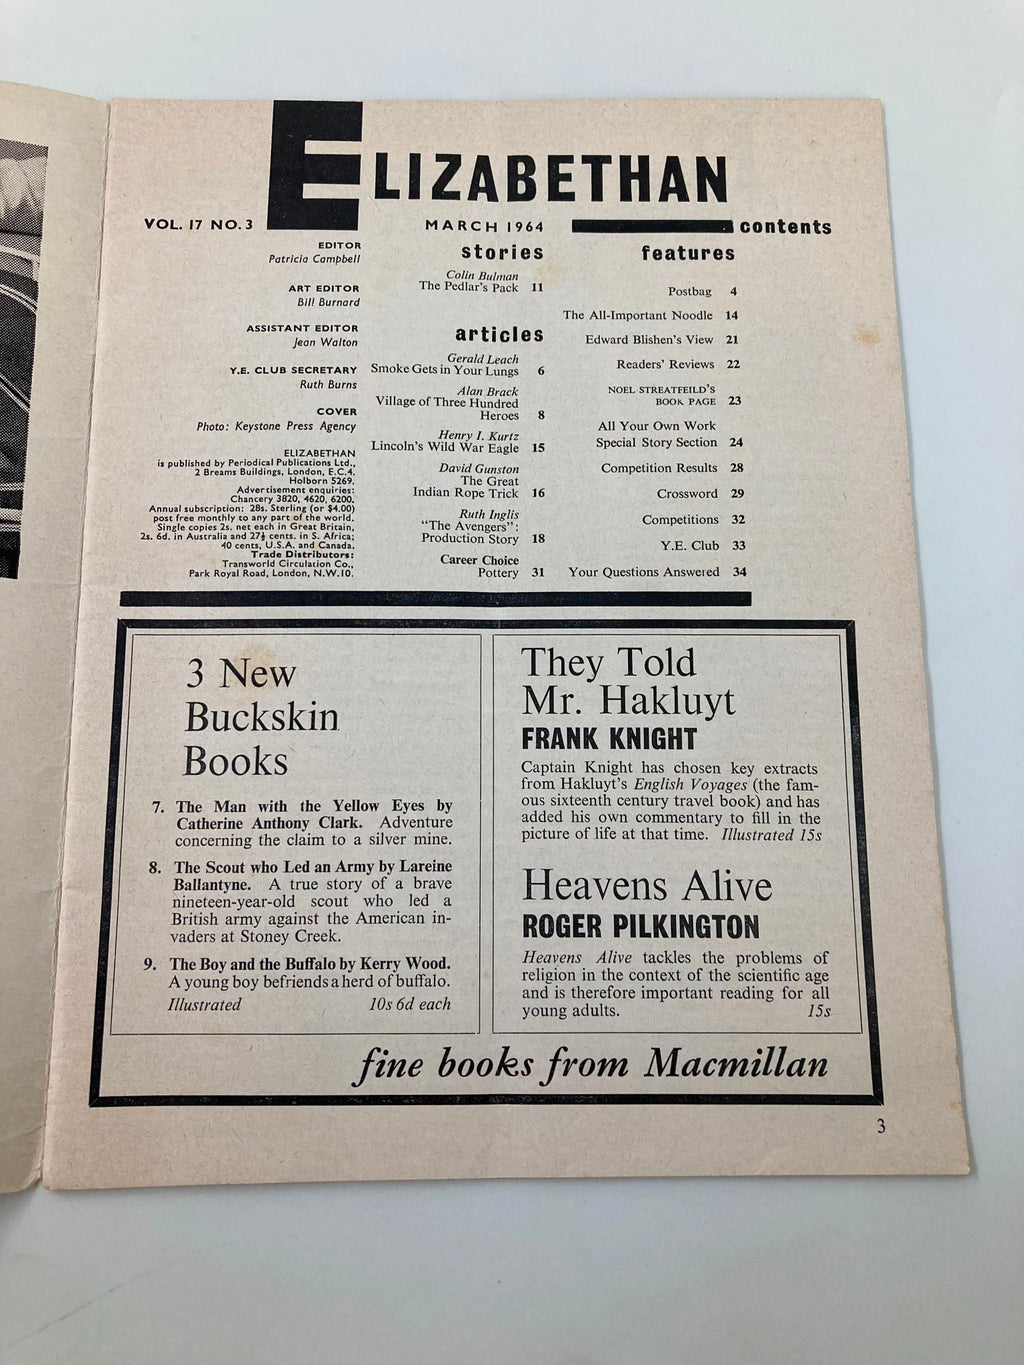 ELIZABETHAN
VOL. 17 NO. 3
MARCH 1964
contents
EDITOR
Patricia Campbell
ART EDITOR
Bill Burnard
ASSISTANT EDITOR
Jean Walton
Y.E. CLUB SECRETARY
Ruth Burns
COVER
Photo: Keystone Press Agency
ELIZABETHAN
is published by Periodical Publications Ltd.,
2 Breams Buildings, London, E.C.4.
Holborn 5269.
Advertisement enquiries:
Chancery 3820, 4620, 6200.
Annual subscription: 28s. Sterling (or $4.00)
post free monthly to any part of the world.
Single copies 2s. net each in Great Britain,
2s. 6d. in Australia and 27½ cents. in S. Africa;
40 cents, U.S.A. and Canada.
Trade Distributors:
Transworld Circulation Co.,
Park Royal Road, London, N.W.10.
stories
Colin Bulman
The Pedlar's Pack 11
articles
Gerald Leach
Smoke Gets in Your Lungs 6
Alan Brack
Village of Three Hundred
Heroes 8
Henry I. Kurtz
Lincoln's Wild War Eagle 15
David Gunston
The Great
Indian Rope Trick 16
Ruth Inglis
"The Avengers":
Production Story 18
Career Choice
Pottery 31
features
Postbag 4
The All-Important Noodle 14
Edward Blishen's View 21
Readers' Reviews 22
NOEL STREATFEILD'S
BOOK PAGE 23
All Your Own Work
Special Story Section 24
Competition Results 28
Crossword 29
Competitions 32
Y.E. Club 33
Your Questions Answered 34
3 New
Buckskin
Books
7. The Man with the Yellow Eyes by
Catherine Anthony Clark. Adventure
concerning the claim to a silver mine.
8. The Scout who Led an Army by Lareine
Ballantyne. A true story of a brave
nineteen-year-old scout who led a
British army against the American in-
vaders at Stoney Creek.
9. The Boy and the Buffalo by Kerry Wood.
A young boy befriends a herd of buffalo.
Illustrated 10s 6d each
They Told
Mr. Hakluyt
FRANK KNIGHT
Captain Knight has chosen key extracts
from Hakluyt's English Voyages (the fam-
ous sixteenth century travel book) and has
added his own commentary to fill in the
picture of life at that time. Illustrated 15s
Heavens Alive
ROGER PILKINGTON
Heavens Alive tackles the problems of
religion in the context of the scientific age
and is therefore important reading for all
young adults. 15s
fine books from Macmillan
3